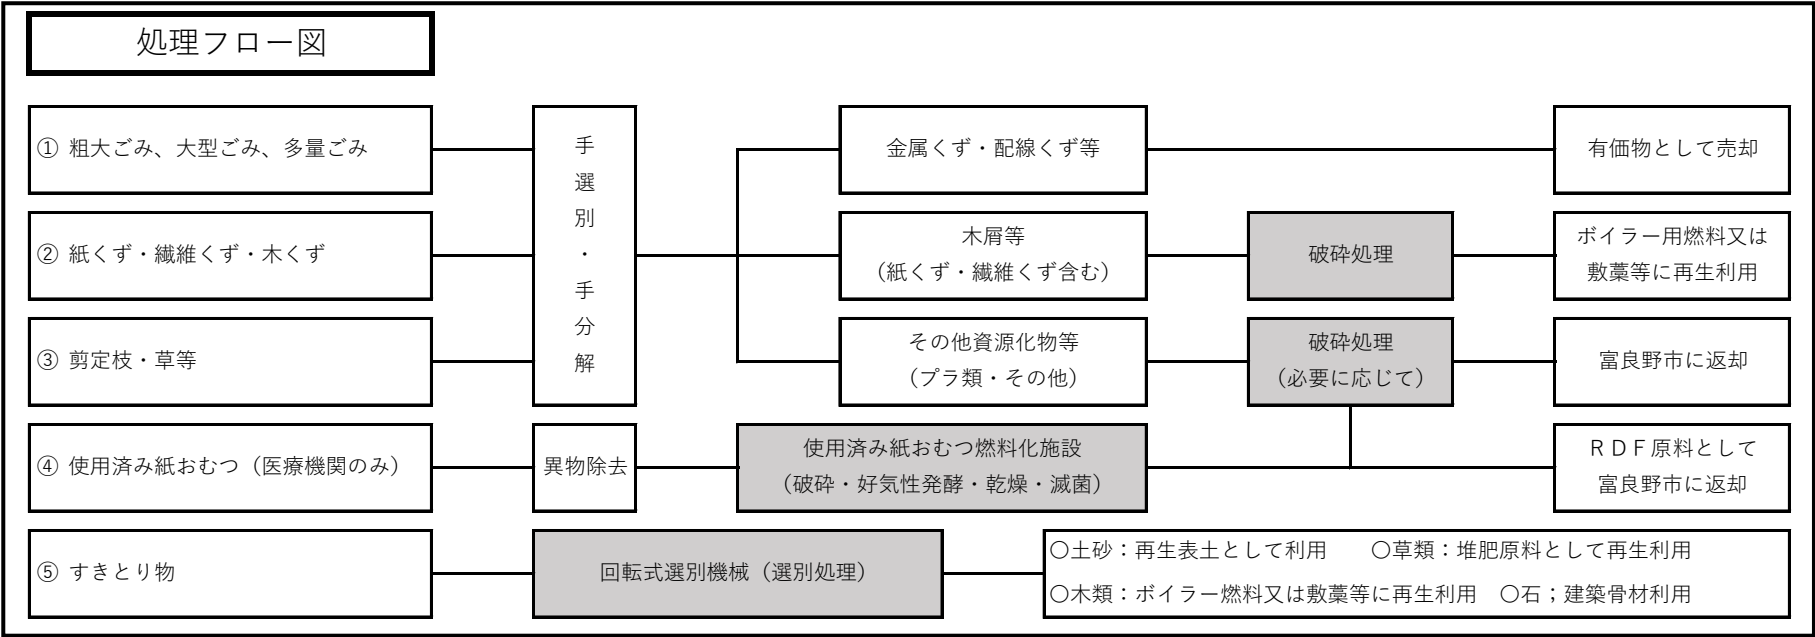 処理フロー図
① 粗大ごみ、大型ごみ、多量ごみ
手選別・手分解
金属くず・配線くず等
有価物として売却
② 紙くず・繊維くず・木くず
木屑等
（紙くず・繊維くず含む）
破砕処理
ボイラー用燃料又は
敷藁等に再生利用
③ 剪定枝・草等
その他資源化物等
（プラ類・その他）
破砕処理
（必要に応じて）
富良野市に返却
④ 使用済み紙おむつ（医療機関のみ）
異物除去
使用済み紙おむつ燃料化施設
（破砕・好気性発酵・乾燥・滅菌）
ＲＤＦ原料として
富良野市に返却
⑤ すきとり物
回転式選別機械（選別処理）
〇土砂：再生表土として利用　　〇草類：堆肥原料として再生利用
〇木類：ボイラー燃料又は敷藁等に再生利用　〇石；建築骨材利用